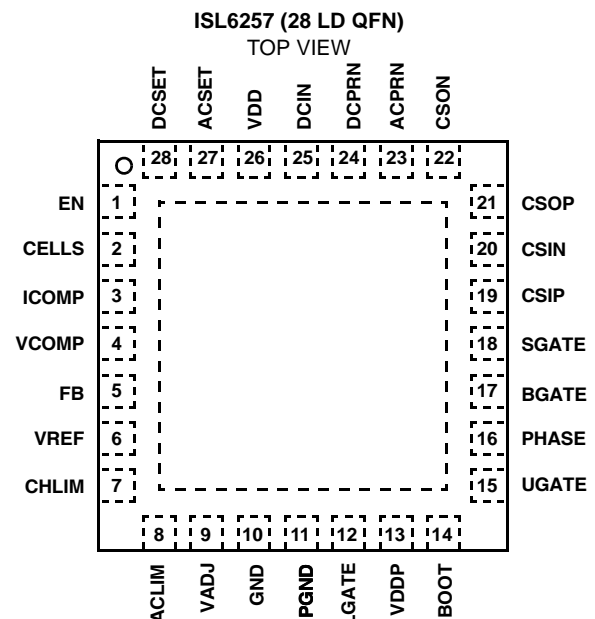 ISL6257 (28 LD QFN)
TOP VIEW
DCSET
ACSET
VDD
DCIN
DCPRN
ACPRN
CSON
28
27
26
25
24
23
22
EN
1
CELLS
2
ICOMP
3
VCOMP
4
FB
5
VREF
6
CHLIM
7
21
CSOP
20
CSIN
19
CSIP
18
SGATE
17
BGATE
16
PHASE
15
UGATE
8
9
10
11
12
13
14
ACLIM
VADJ
GND
PGND
LGATE
VDDP
BOOT